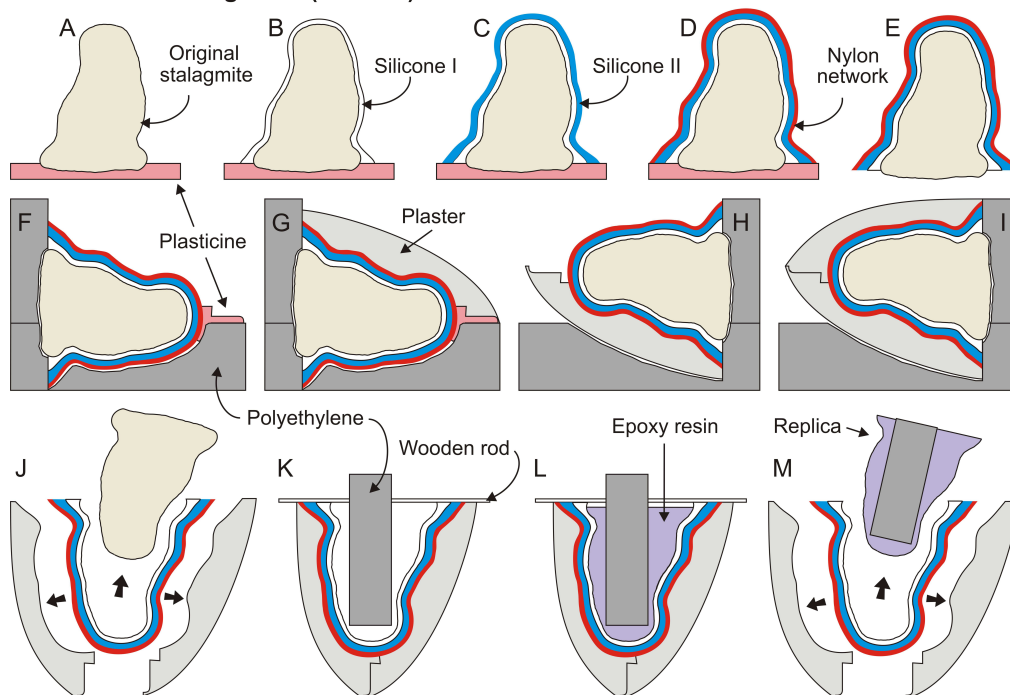 A
B
C
D
E
Original
stalagmite
Silicone I
Silicone II
Nylon
network
F
G
H
I
Plasticine
Plaster
Polyethylene
Wooden rod
Epoxy resin
Replica
J
K
L
M